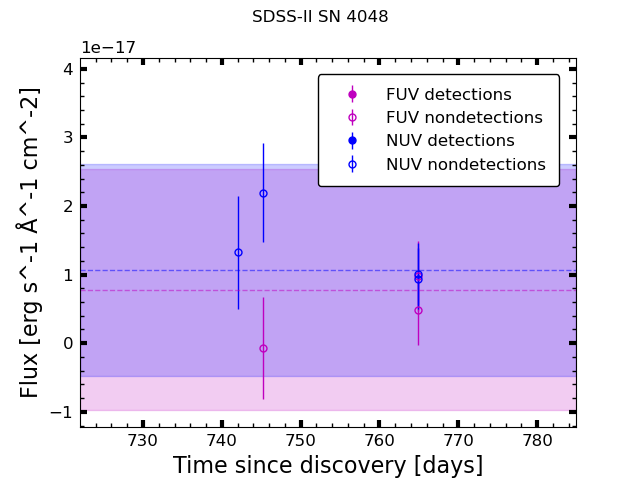 SDSS-II SN 4048
1e−17
4
3
2
1
0
−1
FUV detections
FUV nondetections
NUV detections
NUV nondetections
730 740 750 760 770 780
Time since discovery [days]
Flux [erg s^-1 Å^-1 cm^-2]